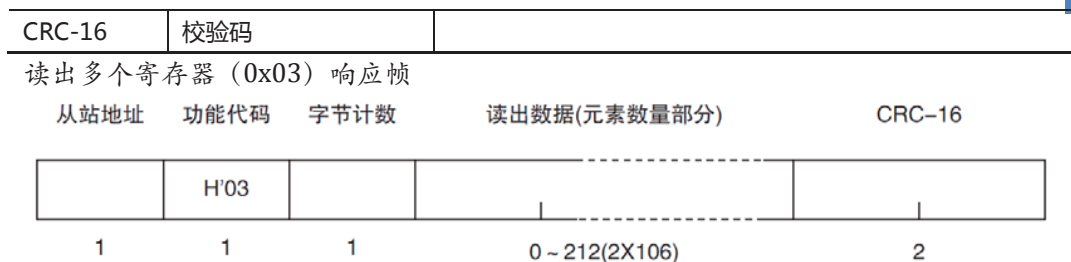 CRC-16 校验码
读出多个寄存器（0x03）响应帧
从站地址 功能代码 字节计数 读出数据(元素数量部分) CRC−16
H'03
1 1 1 0 ~ 212(2X106) 2